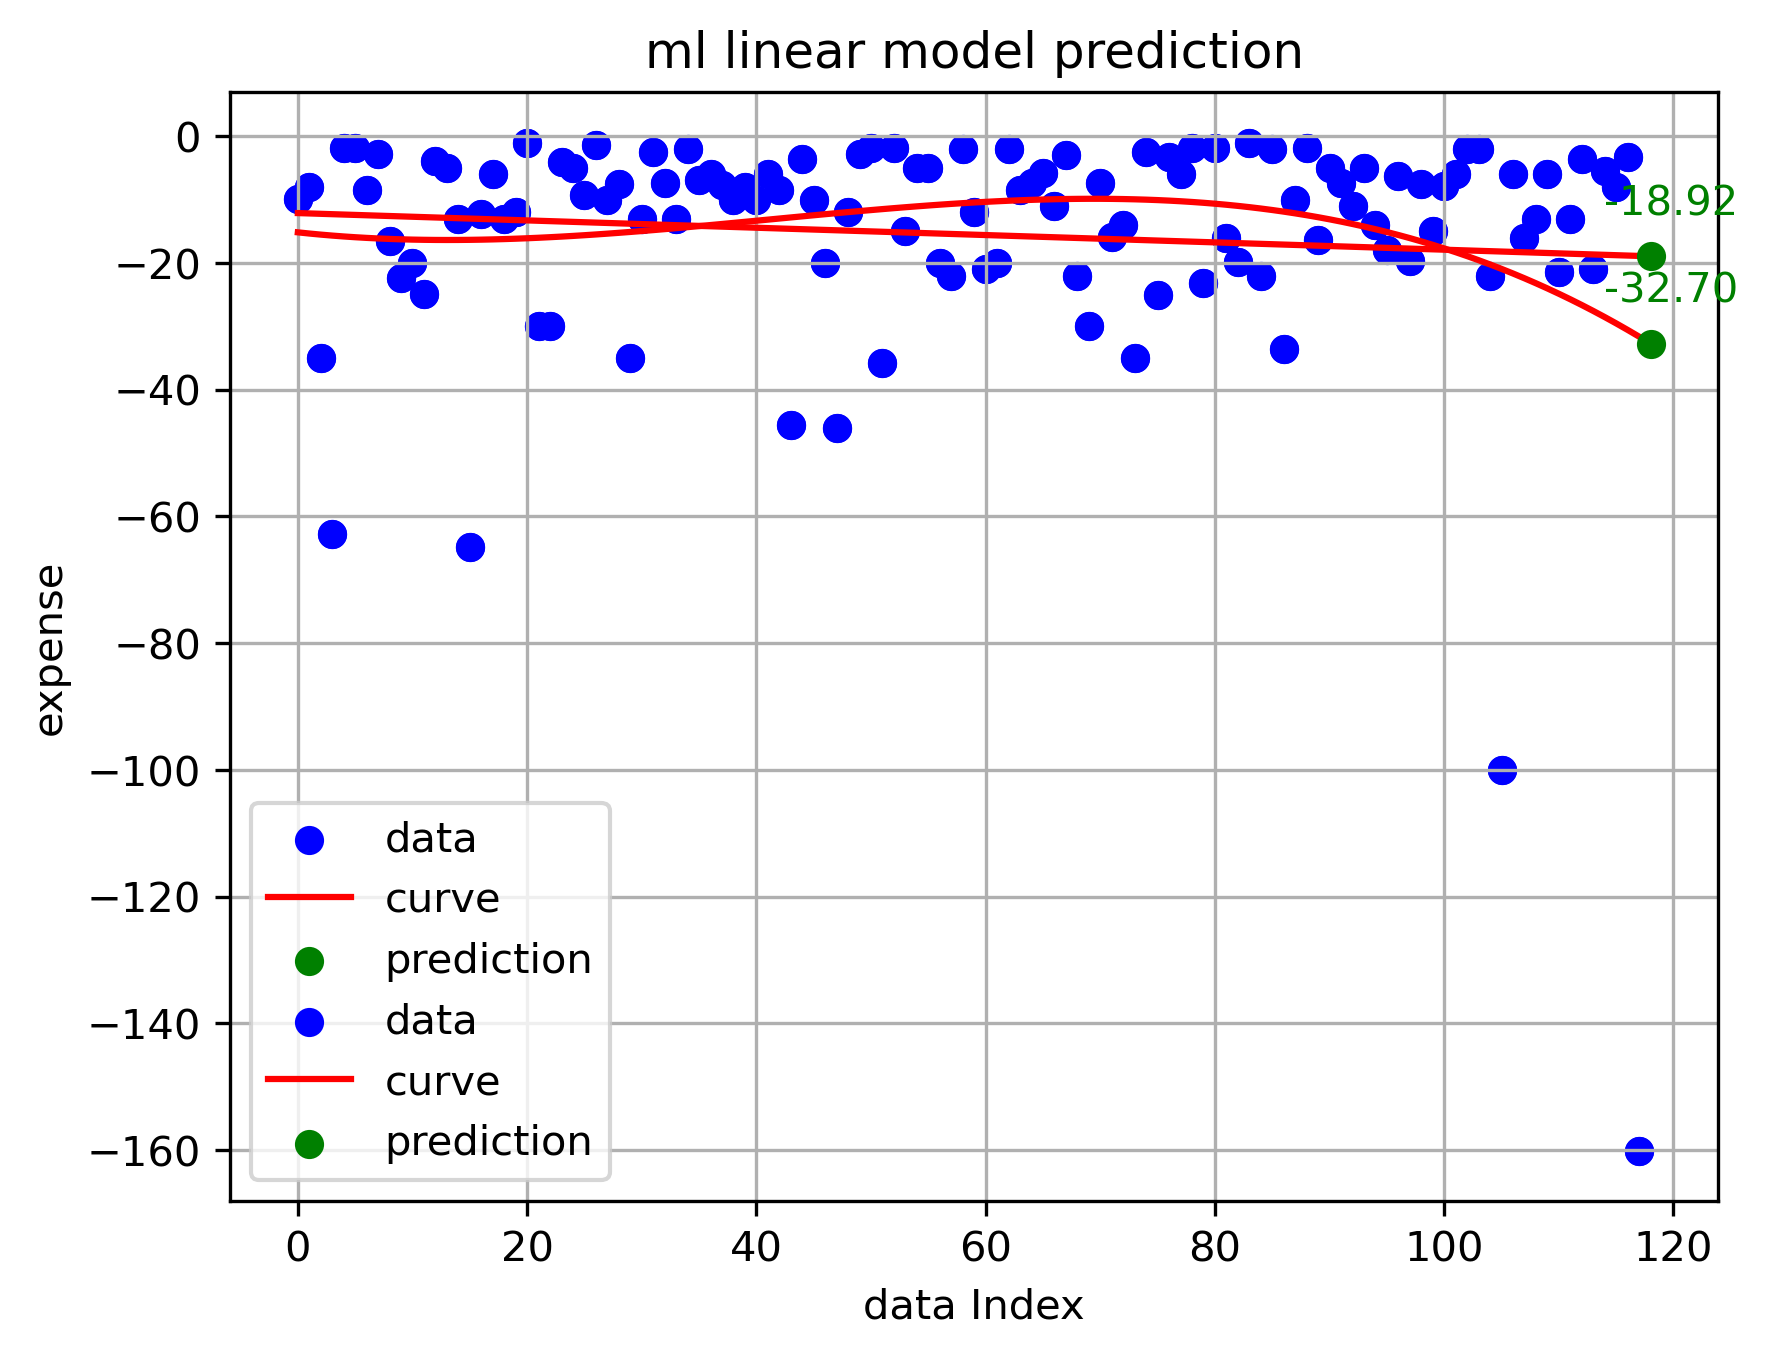 ml linear model prediction
0
−20
−40
−60
−80
−100
−120
−140
−160
expense
-18.92
-32.70
data
curve
prediction
data
curve
prediction
0 20 40 60 80 100 120
data Index